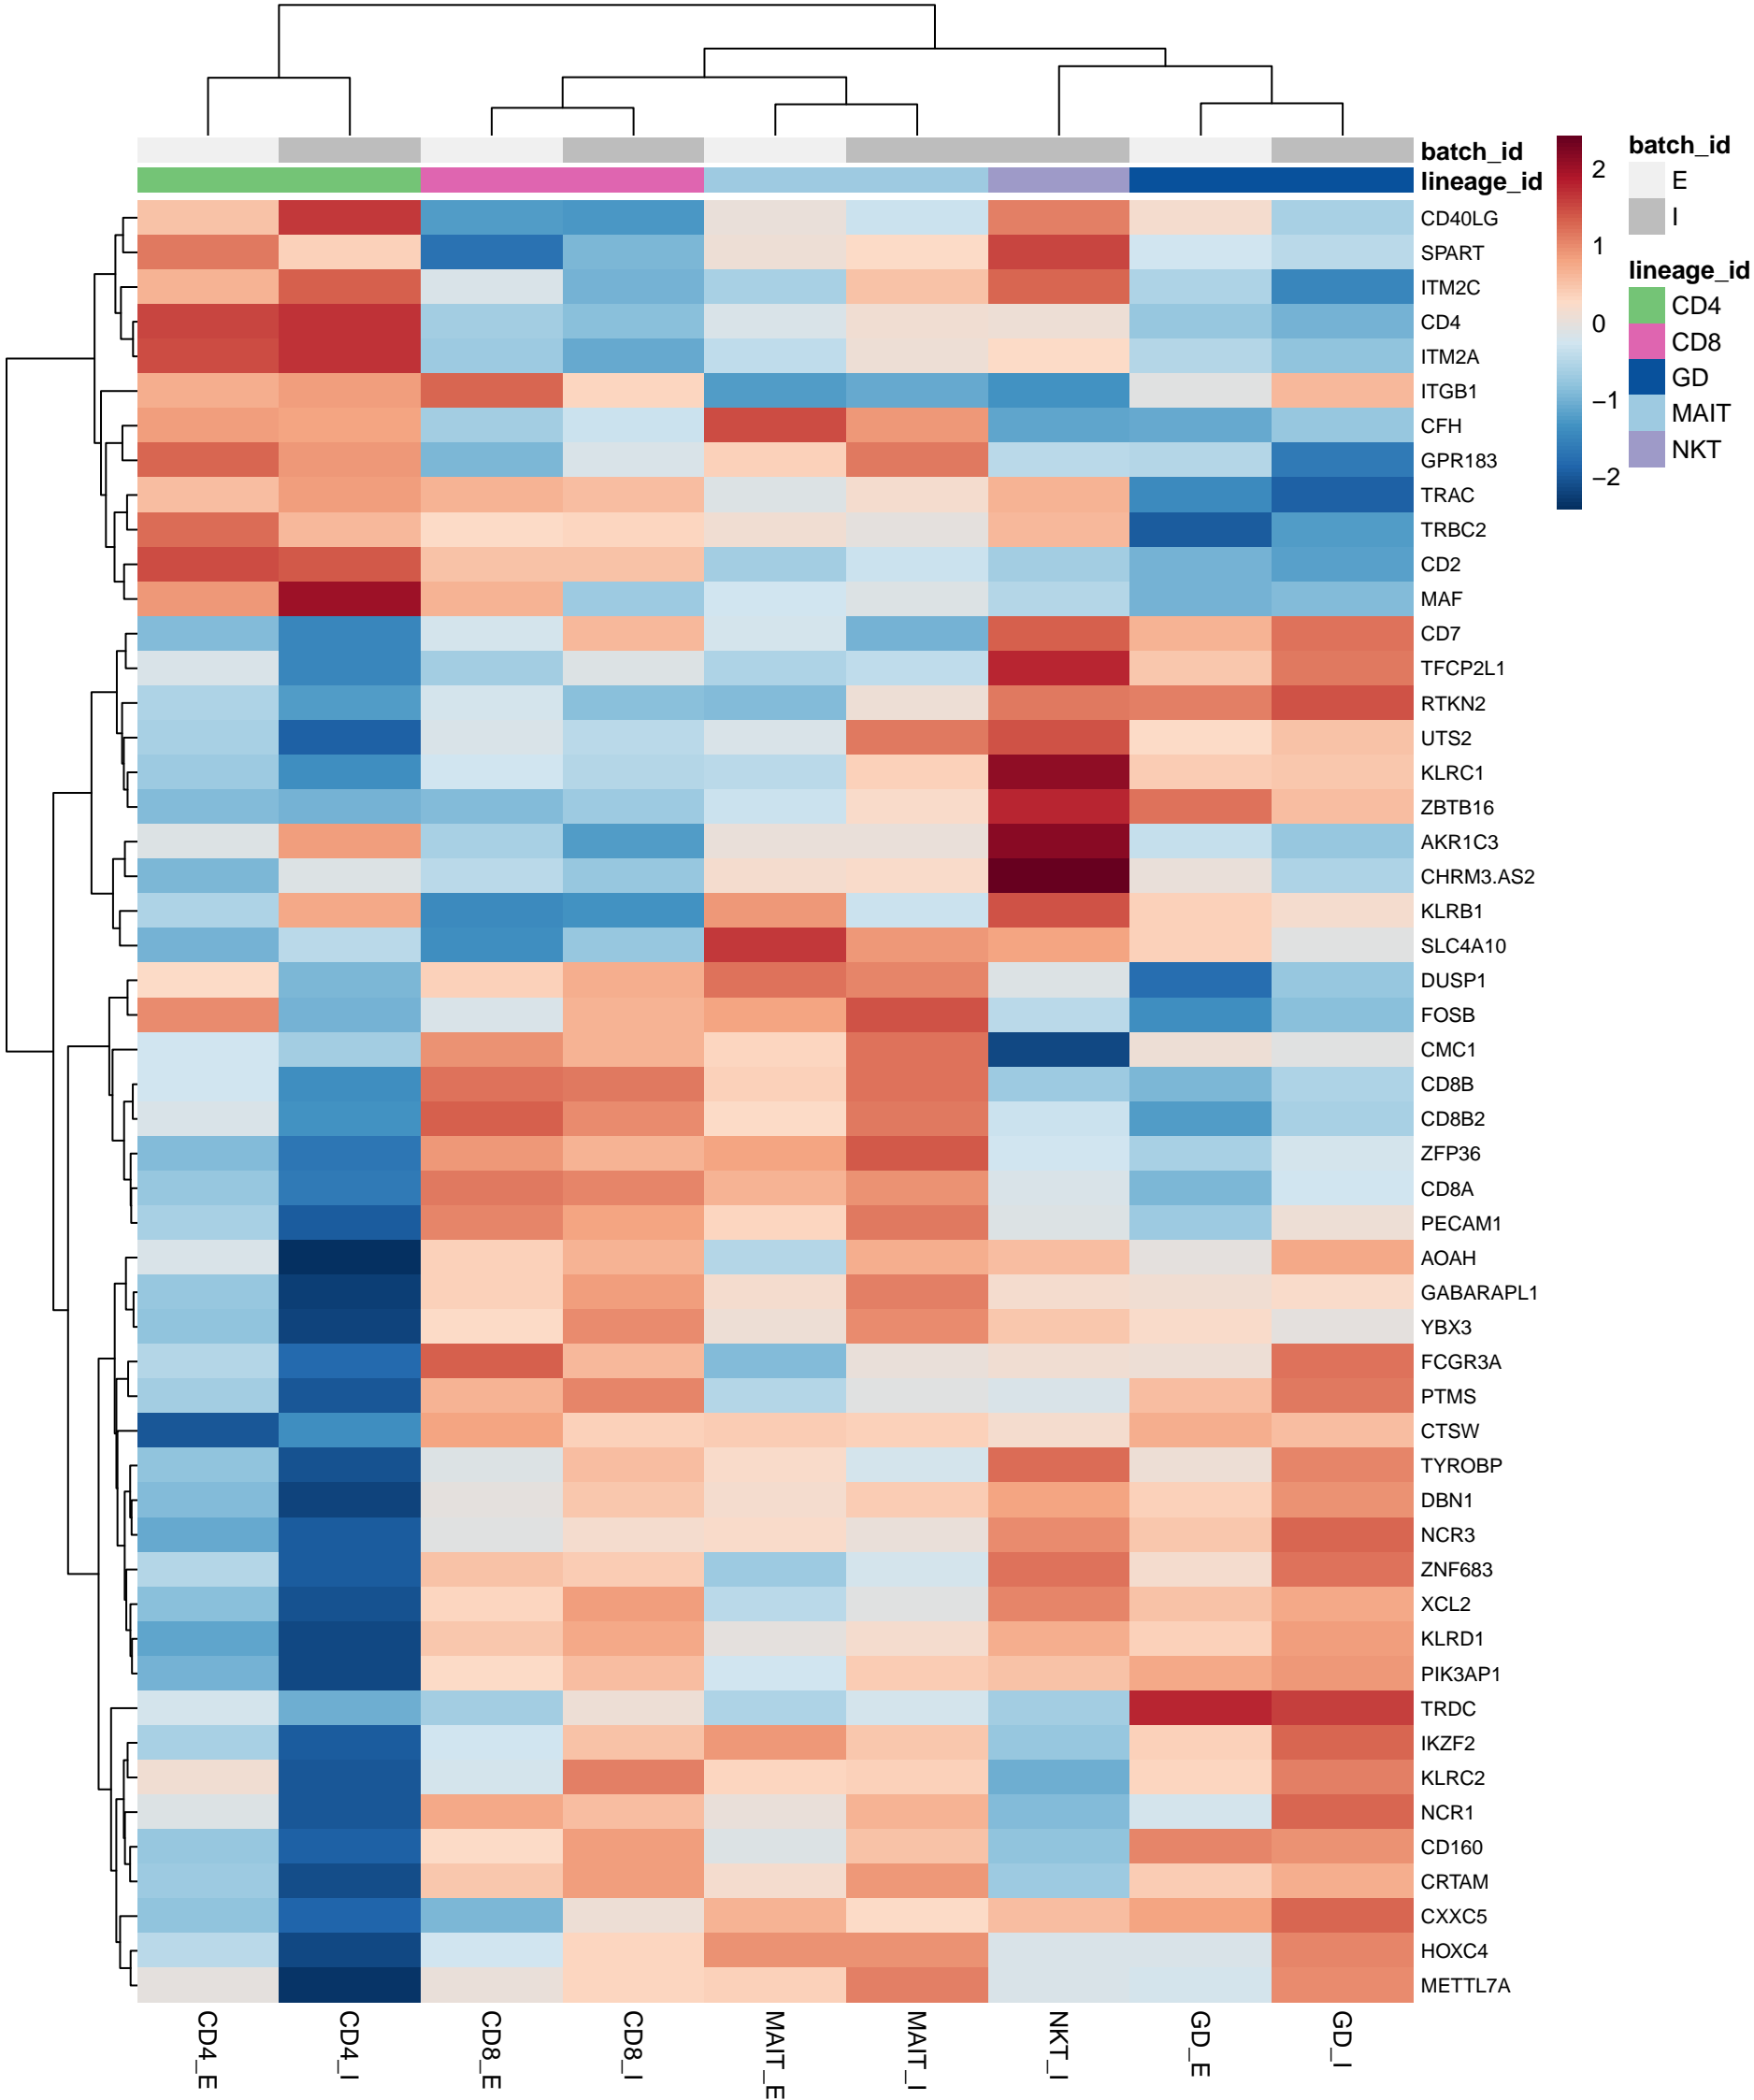 batch_id
lineage_id
CD40LG
SPART
ITM2C
CD4
ITM2A
ITGB1
CFH
GPR183
TRAC
TRBC2
CD2
MAF
CD7
TFCP2L1
RTKN2
UTS2
KLRC1
ZBTB16
AKR1C3
CHRM3.AS2
KLRB1
SLC4A10
DUSP1
FOSB
CMC1
CD8B
CD8B2
ZFP36
CD8A
PECAM1
AOAH
GABARAPL1
YBX3
FCGR3A
PTMS
CTSW
TYROBP
DBN1
NCR3
ZNF683
XCL2
KLRD1
PIK3AP1
TRDC
IKZF2
KLRC2
NCR1
CD160
CRTAM
CXXC5
HOXC4
METTL7A
CD4_E
CD4_I
CD8_E
CD8_I
MAIT_E
MAIT_I
NKT_I
GD_E
GD_I
2
1
0
−1
−2
batch_id
E
I
lineage_id
CD4
CD8
GD
MAIT
NKT